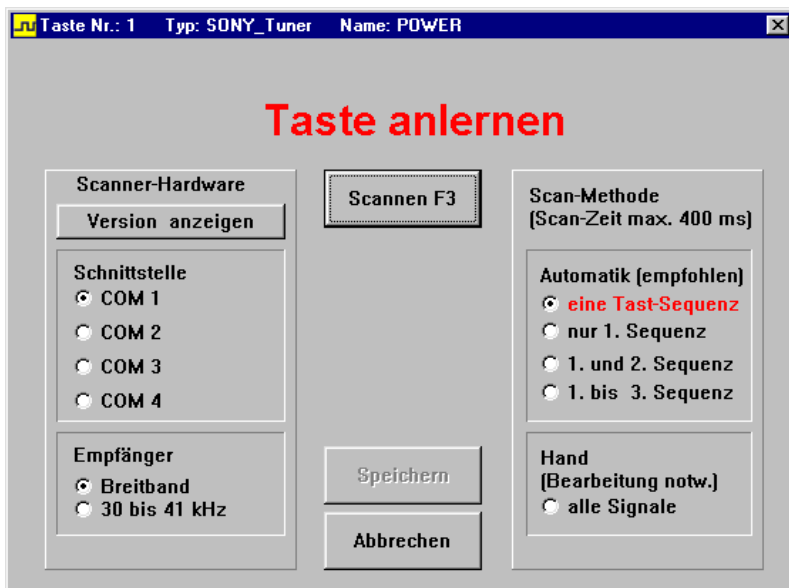 Taste Nr.: 1 Typ: SONY_Tuner Name: POWER
Taste anlernen
Scanner-Hardware
Version anzeigen
Schnittstelle
COM 1
COM 2
COM 3
COM 4
Empfänger
Breitband
30 bis 41 kHz
Scannen F3
Speichern
Abbrechen
Scan-Methode
(Scan-Zeit max. 400 ms)
Automatik (empfohlen)
eine Tast-Sequenz
nur 1. Sequenz
1. und 2. Sequenz
1. bis 3. Sequenz
Hand
(Bearbeitung notw.)
alle Signale